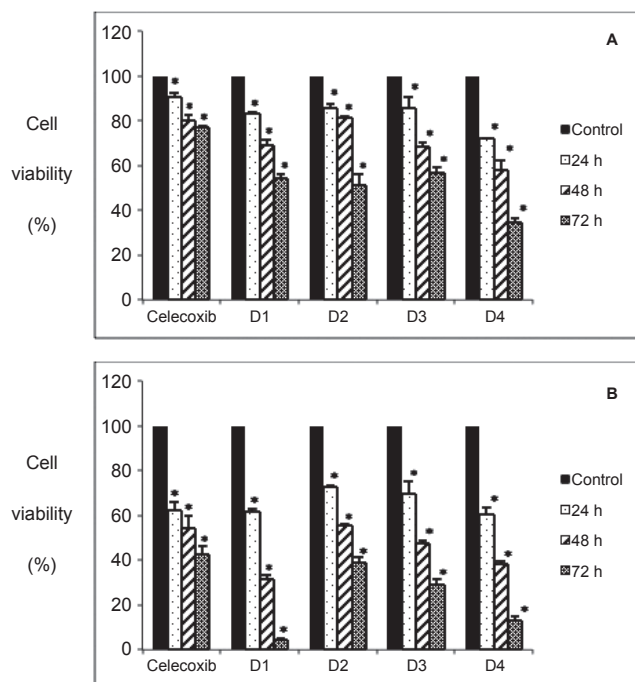 120
A
100
Cell
80
Control
viability
60
24 h
48 h
(%)
40
72 h
20
0
Celecoxib D1 D2 D3 D4
* * * * * * * * * * * * * * *
120
B
100
Cell
80
Control
viability
60
24 h
48 h
(%)
40
72 h
20
0
Celecoxib D1 D2 D3 D4
* * * * * * * * * * * * * * *